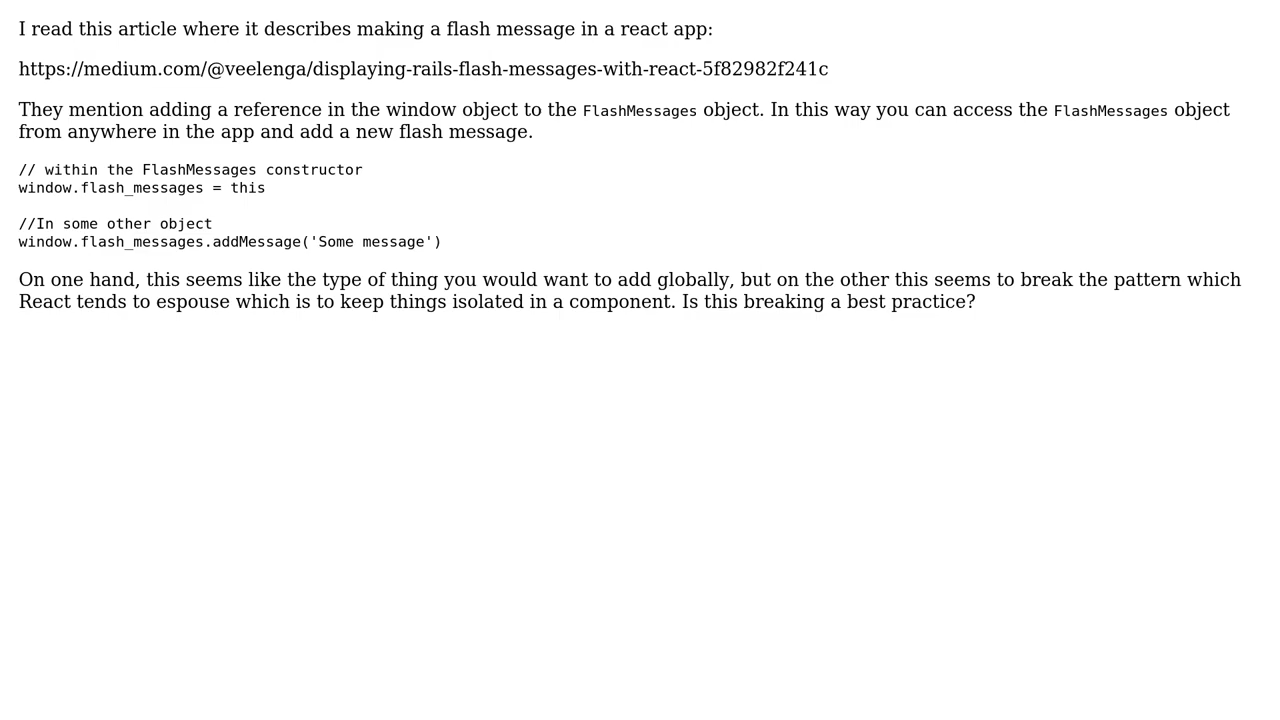 I read this article where it describes making a flash message in a react app:
https://medium.com/@veelenga/displaying-rails-flash-messages-with-react-5f82982f241c
They mention adding a reference in the window object to the FlashMessages object. In this way you can access the FlashMessages object
from anywhere in the app and add a new flash message.
// within the FlashMessages constructor
window.flash_messages = this
//In some other object
window.flash_messages.addMessage('Some message')
On one hand, this seems like the type of thing you would want to add globally, but on the other this seems to break the pattern which
React tends to espouse which is to keep things isolated in a component. Is this breaking a best practice?